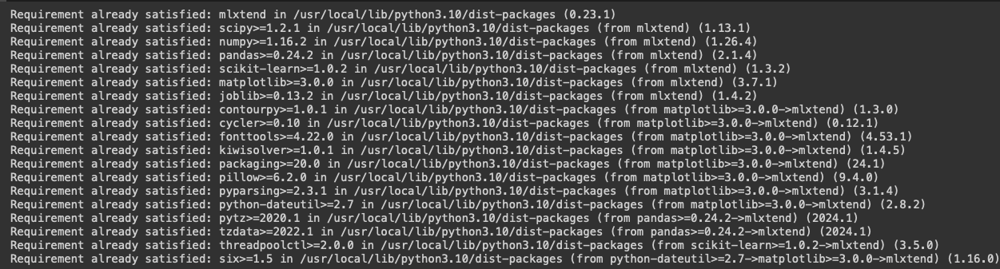 Requirement already satisfied: mlxtend in /usr/local/lib/python3.10/dist-packages (0.23.1)
Requirement already satisfied: scipy>=1.2.1 in /usr/local/lib/python3.10/dist-packages (from mlxtend) (1.13.1)
Requirement already satisfied: numpy>=1.16.2 in /usr/local/lib/python3.10/dist-packages (from mlxtend) (1.26.4)
Requirement already satisfied: pandas>=0.24.2 in /usr/local/lib/python3.10/dist-packages (from mlxtend) (2.1.4)
Requirement already satisfied: scikit-learn>=1.0.2 in /usr/local/lib/python3.10/dist-packages (from mlxtend) (1.3.2)
Requirement already satisfied: matplotlib>=3.0.0 in /usr/local/lib/python3.10/dist-packages (from mlxtend) (3.7.1)
Requirement already satisfied: joblib>=0.13.2 in /usr/local/lib/python3.10/dist-packages (from mlxtend) (1.4.2)
Requirement already satisfied: contourpy>=1.0.1 in /usr/local/lib/python3.10/dist-packages (from matplotlib>=3.0.0->mlxtend) (1.3.0)
Requirement already satisfied: cycler>=0.10 in /usr/local/lib/python3.10/dist-packages (from matplotlib>=3.0.0->mlxtend) (0.12.1)
Requirement already satisfied: fonttools>=4.22.0 in /usr/local/lib/python3.10/dist-packages (from matplotlib>=3.0.0->mlxtend) (4.53.1)
Requirement already satisfied: kiwisolver>=1.0.1 in /usr/local/lib/python3.10/dist-packages (from matplotlib>=3.0.0->mlxtend) (1.4.5)
Requirement already satisfied: packaging>=20.0 in /usr/local/lib/python3.10/dist-packages (from matplotlib>=3.0.0->mlxtend) (24.1)
Requirement already satisfied: pillow>=6.2.0 in /usr/local/lib/python3.10/dist-packages (from matplotlib>=3.0.0->mlxtend) (9.4.0)
Requirement already satisfied: pyparsing>=2.3.1 in /usr/local/lib/python3.10/dist-packages (from matplotlib>=3.0.0->mlxtend) (3.1.4)
Requirement already satisfied: python-dateutil>=2.7 in /usr/local/lib/python3.10/dist-packages (from matplotlib>=3.0.0->mlxtend) (2.8.2)
Requirement already satisfied: pytz>=2020.1 in /usr/local/lib/python3.10/dist-packages (from pandas>=0.24.2->mlxtend) (2024.1)
Requirement already satisfied: tzdata>=2022.1 in /usr/local/lib/python3.10/dist-packages (from pandas>=0.24.2->mlxtend) (2024.1)
Requirement already satisfied: threadpoolctl>=2.0.0 in /usr/local/lib/python3.10/dist-packages (from scikit-learn>=1.0.2->mlxtend) (3.5.0)
Requirement already satisfied: six>=1.5 in /usr/local/lib/python3.10/dist-packages (from python-dateutil>=2.7->matplotlib>=3.0.0->mlxtend) (1.16.0)